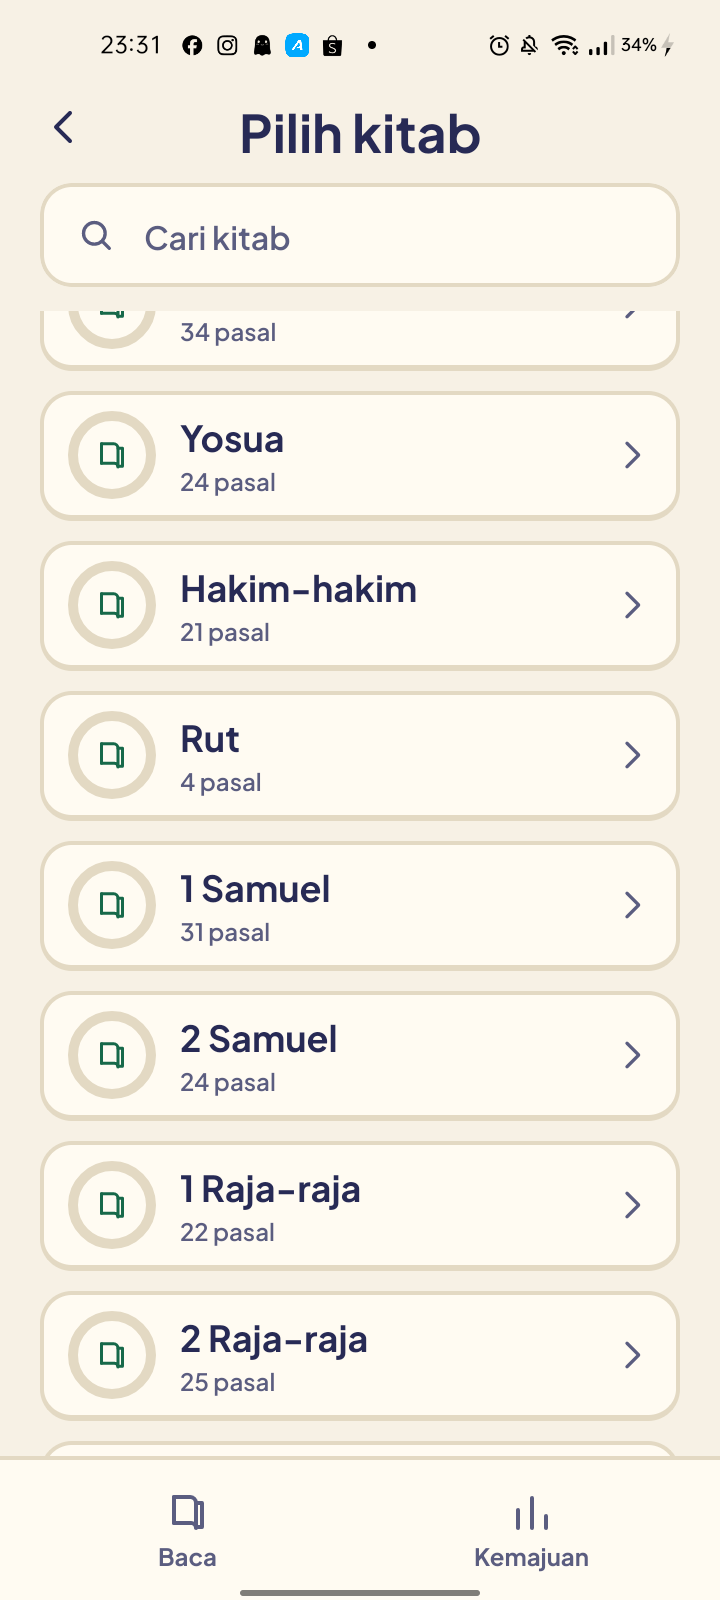 23:31
34%
Pilih kitab
Cari kitab
34 pasal
Yosua
24 pasal
Hakim-hakim
21 pasal
Rut
4 pasal
1 Samuel
31 pasal
2 Samuel
24 pasal
1 Raja-raja
22 pasal
2 Raja-raja
25 pasal
Baca
Kemajuan